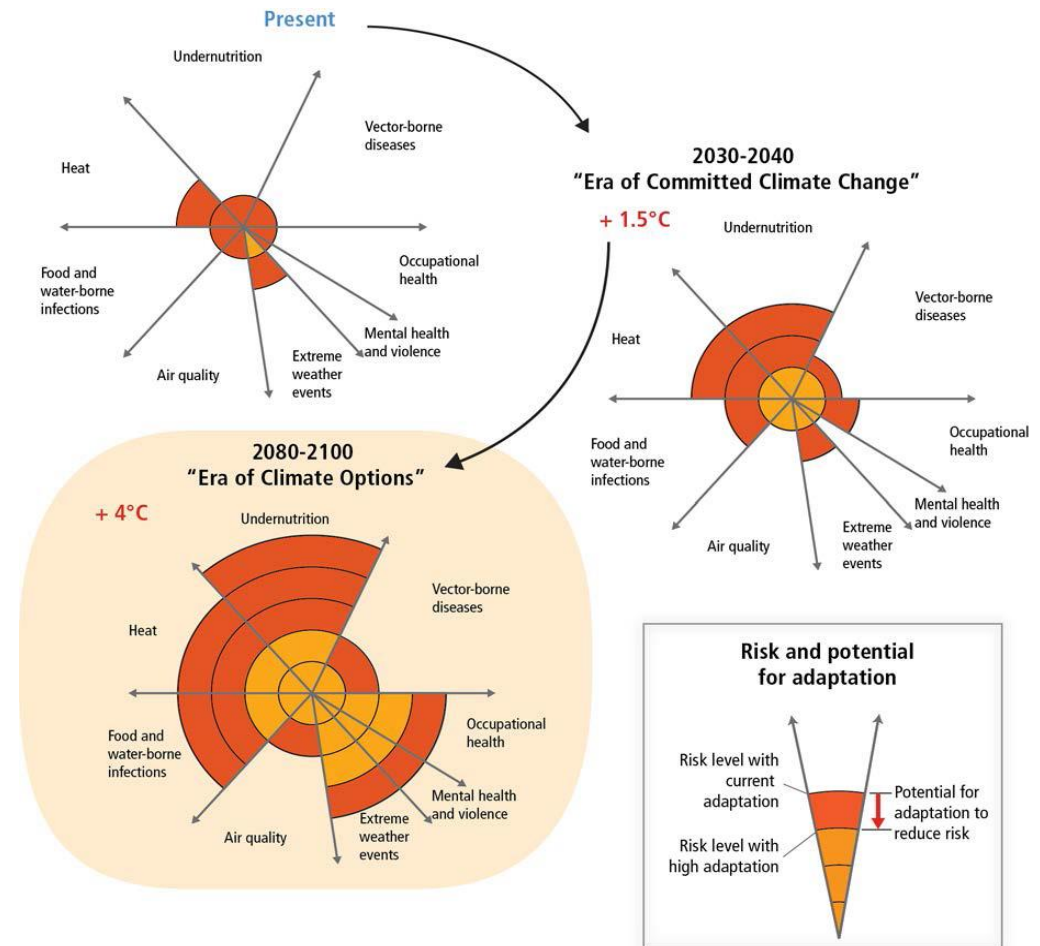 Present
Undernutrition
Vector-borne
diseases
Heat
Occupational
health
Food and
water-borne
infections
Mental health
and violence
Extreme
weather
events
Air quality
2030-2040
“Era of Committed Climate Change”
+ 1.5°C
Undernutrition
Vector-borne
diseases
Heat
Occupational
health
Food and
water-borne
infections
Mental health
and violence
Extreme
weather
events
Air quality
2080-2100
“Era of Climate Options”
+ 4°C
Undernutrition
Vector-borne
diseases
Heat
Occupational
health
Food and
water-borne
infections
Mental health
and violence
Extreme
weather
events
Air quality
Risk and potential
for adaptation
Risk level with
current
adaptation
Potential for
adaptation to
reduce risk
Risk level with
high adaptation